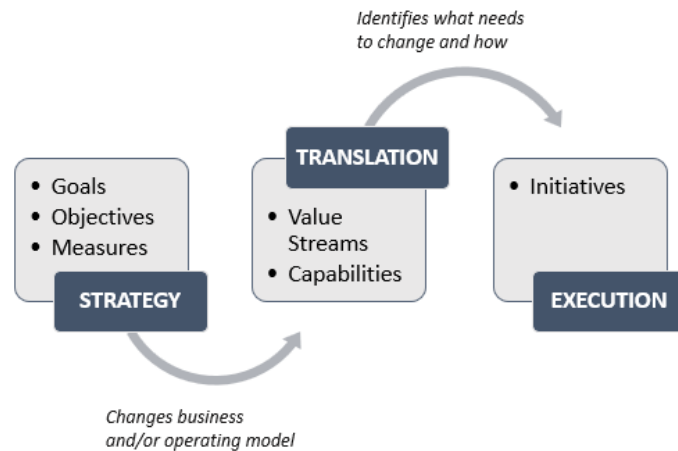 Identifies what needs
to change and how
TRANSLATION
• Goals
• Objectives
• Measures
STRATEGY
• Value
Streams
• Capabilities
• Initiatives
EXECUTION
Changes business
and/or operating model